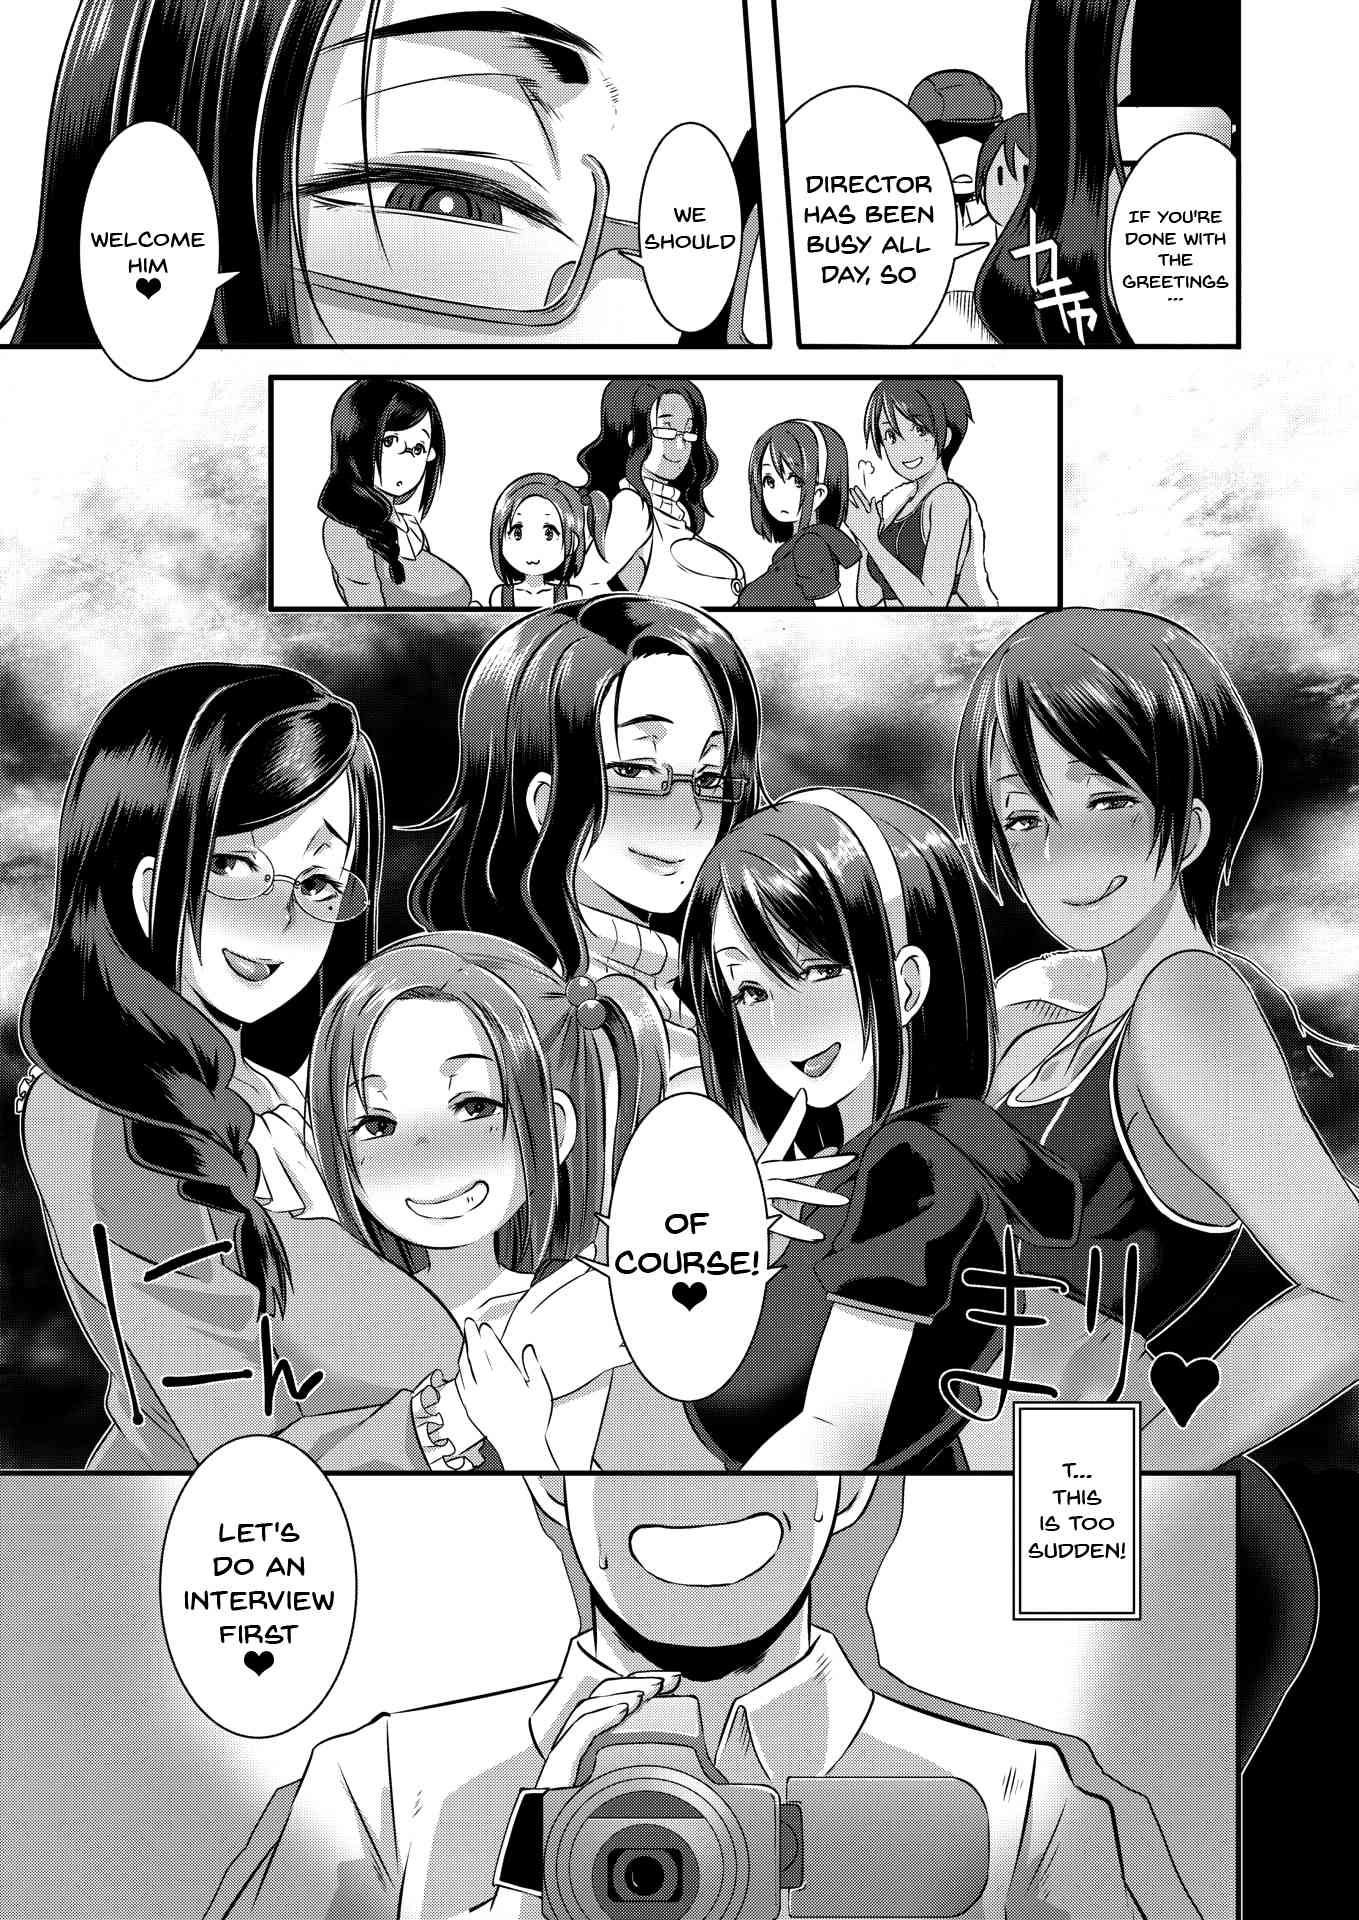 IF YOU'RE
DONE WITH
THE
GREETINGS
...
DIRECTOR
HAS BEEN
BUSY ALL
DAY, SO
カキャ
WE
SHOULD
WELCOME
HIM
♥
OF
COURSE!
♥
まり♥
T...
THIS
IS TOO
SUDDEN!
LET'S
DO AN
INTERVIEW
FIRST
♥